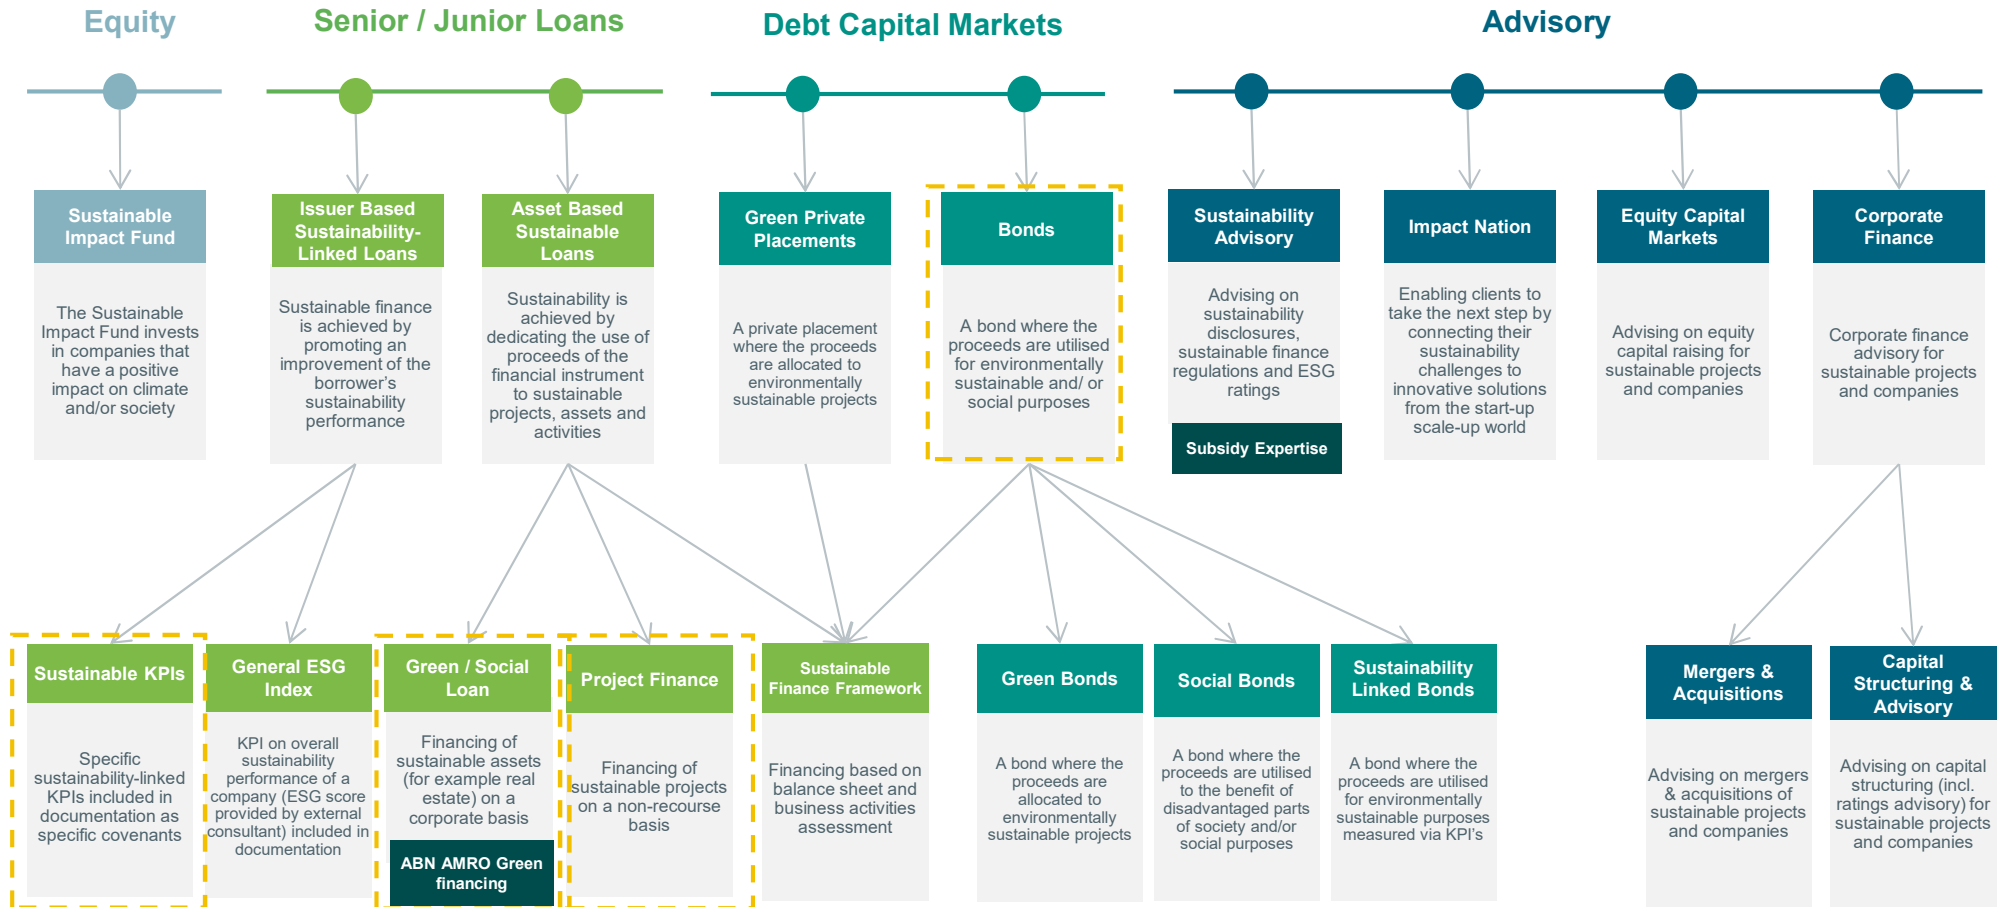 Equity
Senior / Junior Loans
Debt Capital Markets
Advisory
Sustainable
Impact Fund
The Sustainable
Impact Fund invests
in companies that
have a positive
impact on climate
and/or society
Issuer Based
Sustainability-
Linked Loans
Sustainable finance
is achieved by
promoting an
improvement of the
borrower's
sustainability
performance
Asset Based
Sustainable
Loans
Sustainability is
achieved by
dedicating the use of
proceeds of the
financial instrument
to sustainable
projects, assets and
activities
Green Private
Placements
A private placement
where the proceeds
are allocated to
environmentally
sustainable projects
Bonds
A bond where the
proceeds are utilised
for environmentally
sustainable and/ or
social purposes
Sustainability
Advisory
Advising on
sustainability
disclosures,
sustainable finance
regulations and ESG
ratings
Subsidy Expertise
Impact Nation
Enabling clients to
take the next step by
connecting their
sustainability
challenges to
innovative solutions
from the start-up
scale-up world
Equity Capital
Markets
Advising on equity
capital raising for
sustainable projects
and companies
Corporate
Finance
Corporate finance
advisory for
sustainable projects
and companies
Sustainable KPIs
Specific
sustainability-linked
KPIs included in
documentation as
specific covenants
General ESG
Index
KPI on overall
sustainability
performance of a
company (ESG score
provided by external
consultant) included in
documentation
Green / Social
Loan
Financing of
sustainable assets
(for example real
estate) on a
corporate basis
ABN AMRO Green
financing
Project Finance
Financing of
sustainable projects
on a non-recourse
basis
Sustainable
Finance Framework
Financing based on
balance sheet and
business activities
assessment
Green Bonds
A bond where the
proceeds are
allocated to
environmentally
sustainable projects
Social Bonds
A bond where the
proceeds are utilised
to the benefit of
disadvantaged parts
of society and/or
social purposes
Sustainability
Linked Bonds
A bond where the
proceeds are utilised
for environmentally
sustainable purposes
measured via KPI's
Mergers &
Acquisitions
Advising on mergers
& acquisitions of
sustainable projects
and companies
Capital
Structuring &
Advisory
Advising on capital
structuring (incl.
ratings advisory) for
sustainable projects
and companies